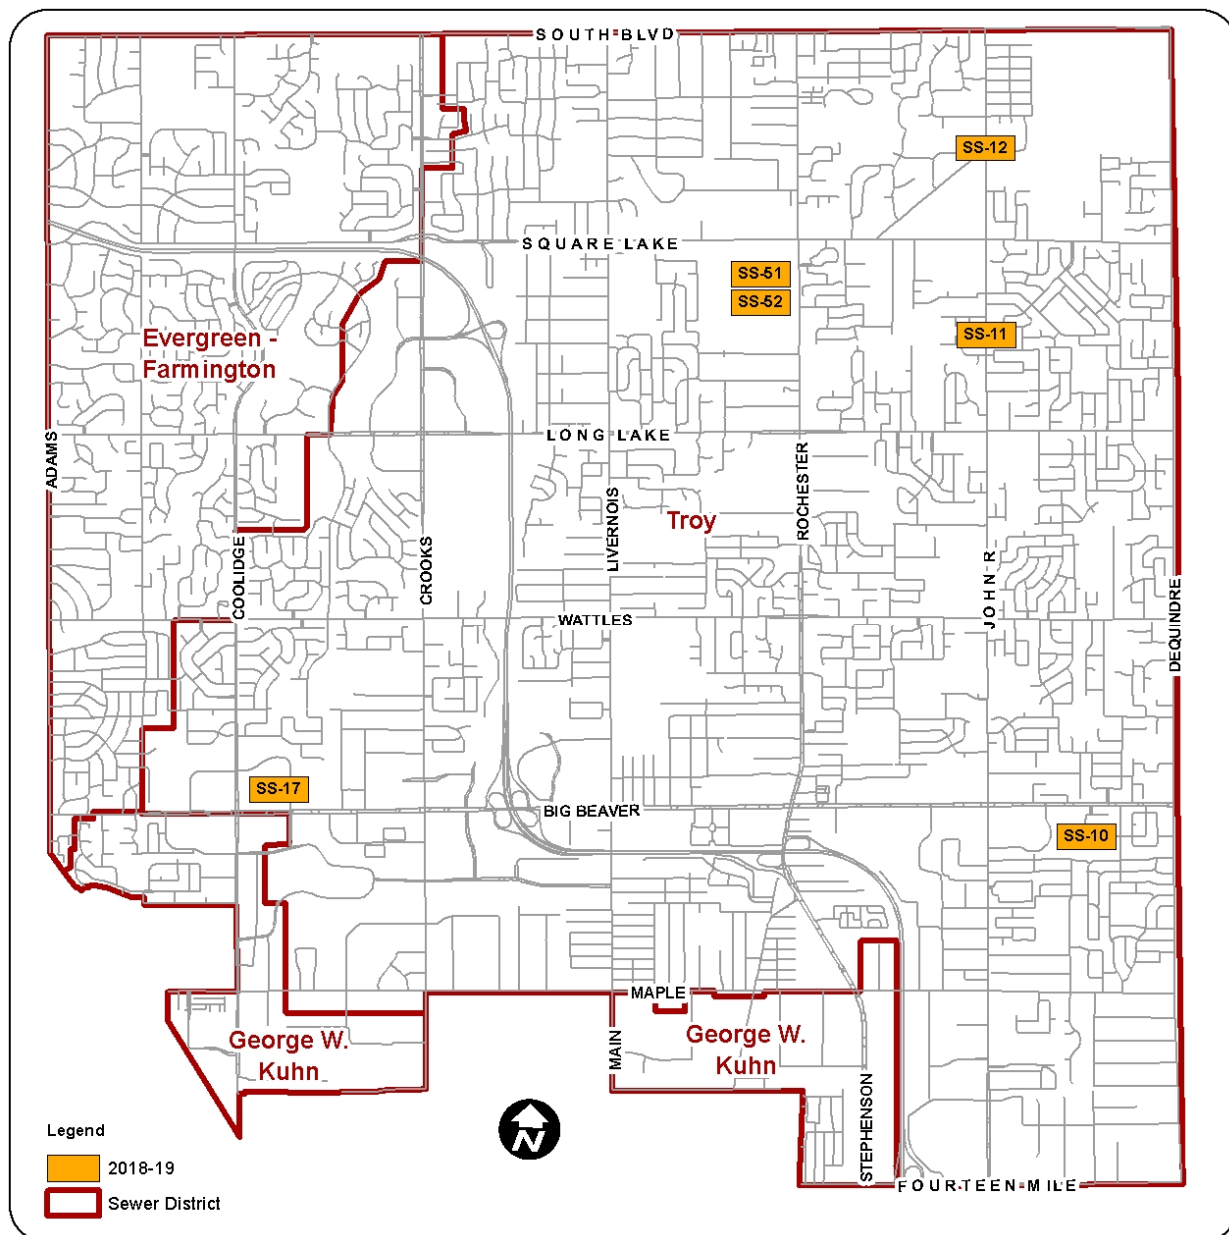 SOUTH BLVD
SS-12
SQUARE LAKE
SS-51
SS-52
SS-11
Evergreen -
Farmington
ADAMS
LONG LAKE
ROCHESTER
LIVERNOIS
Troy
COOLIDGE
CROOKS
JOHN R
DEQUINDRE
WATTLES
SS-17
BIG BEAVER
SS-10
MAPLE
George W.
Kuhn
MAIN
George W.
Kuhn
STEPHENSON
N
FOURTEEN MILE
Legend
2018-19
Sewer District